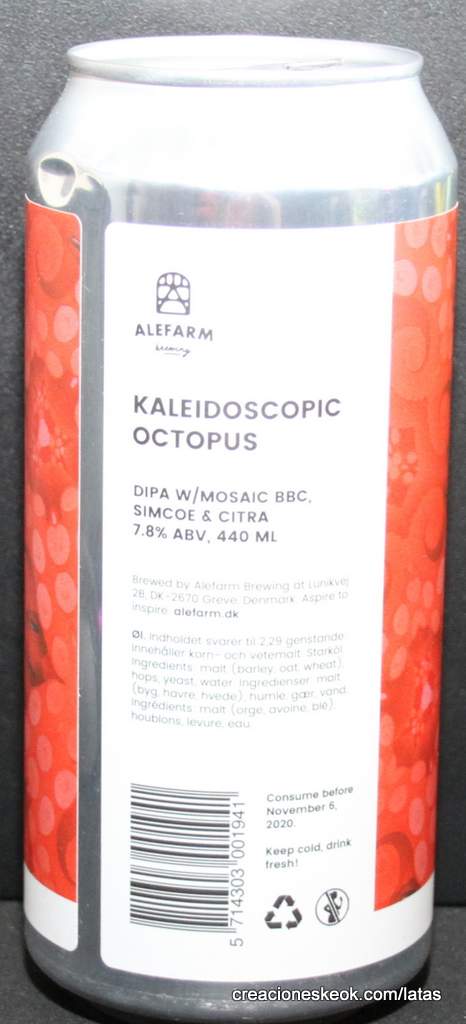 ALEFARM
brewing
KALEIDOSCOPIC
OCTOPUS
DIPA W/MOSAIC BBC,
SIMCOE & CITRA
7.8% ABV, 440 ML
Brewed by Alefarm Brewing at Lunikvej
2B, DK-2670 Greve, Denmark. Aspire to
inspire. alefarm.dk
Øl. Indholdet svarer til 2,29 genstande.
Innehåller korn- och vetemalt. Starköl.
Ingredients: malt (barley, oat, wheat),
hops, yeast, water. Ingredienser: malt
(byg, havre, hvede), humle, gær, vand.
Ingrédients: malt (orge, avoine, blé),
houblons, levure, eau.
5 714303 001941
Consume before
November 6,
2020.
Keep cold, drink
fresh!
creacioneskeok.com/latas